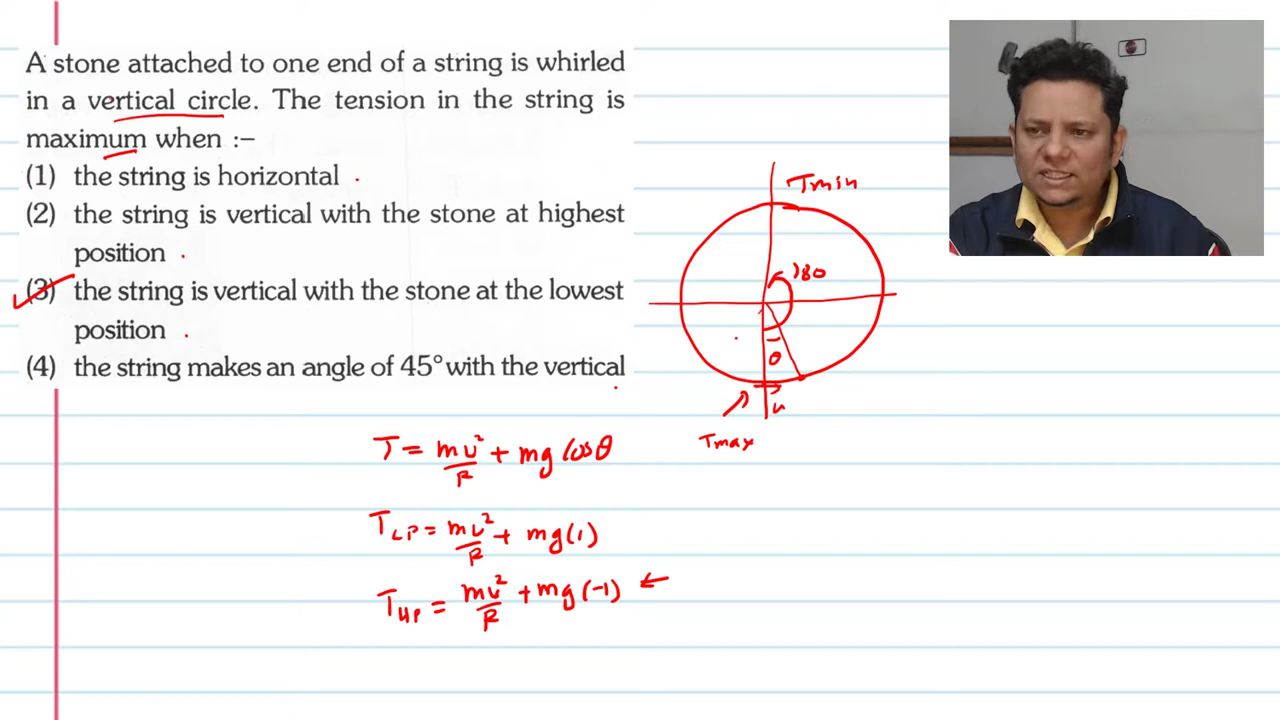 A stone attached to one end of a string is whirled
in a vertical circle. The tension in the string is
maximum when :–
(1) the string is horizontal
(2) the string is vertical with the stone at highest
position
(3) the string is vertical with the stone at the lowest
position
(4) the string makes an angle of 45° with the vertical
Tmin
180
θ
u
Tmax
T = mv²/R + mg cosθ
T_LP = mv²/R + mg(1)
T_HP = mv²/R + mg(-1) ←